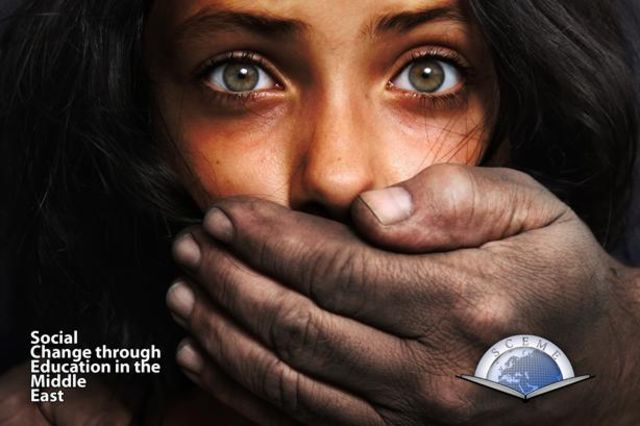 Social
Change through
Education in the
Middle
East
SCEME